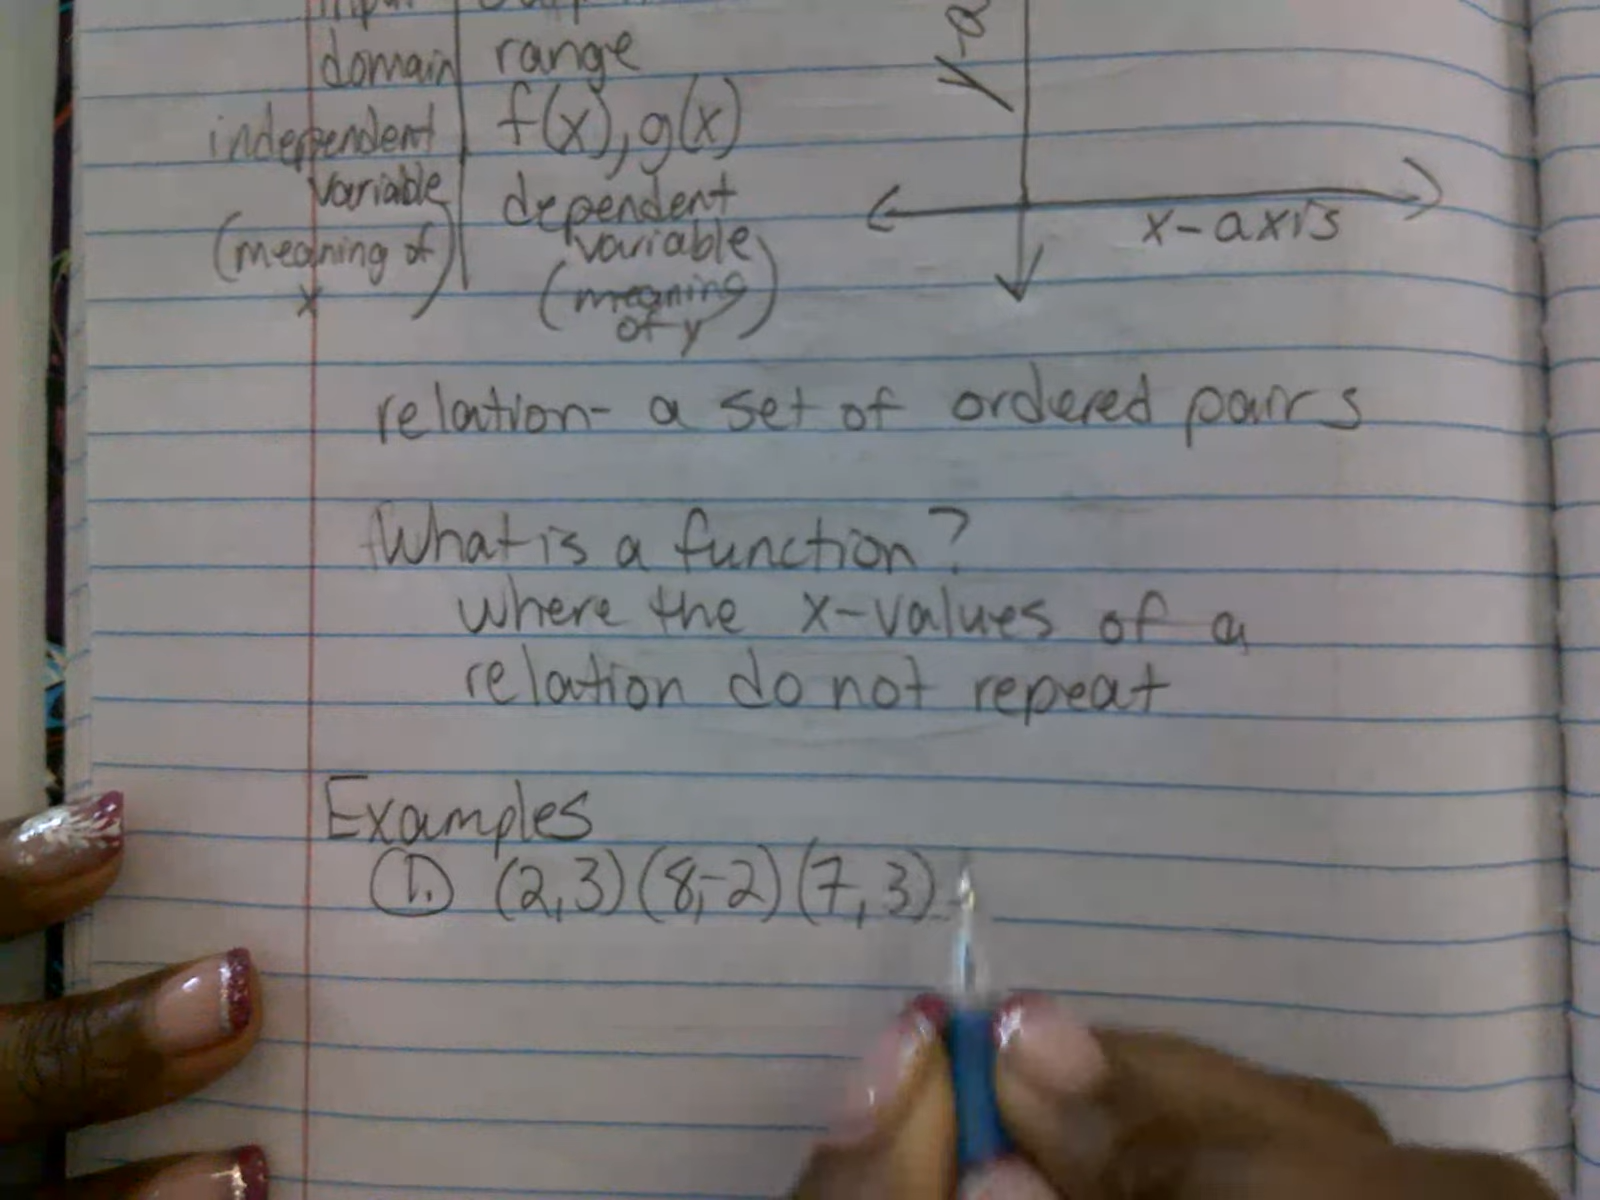 domain range
independent f(x), g(x)
variable dependent
(meaning of x) variable
(meaning of y)
y-a
x-axis
relation- a set of ordered pairs
What is a function?
where the x-values of a
relation do not repeat
Examples
1. (2,3) (8,-2) (7,3)